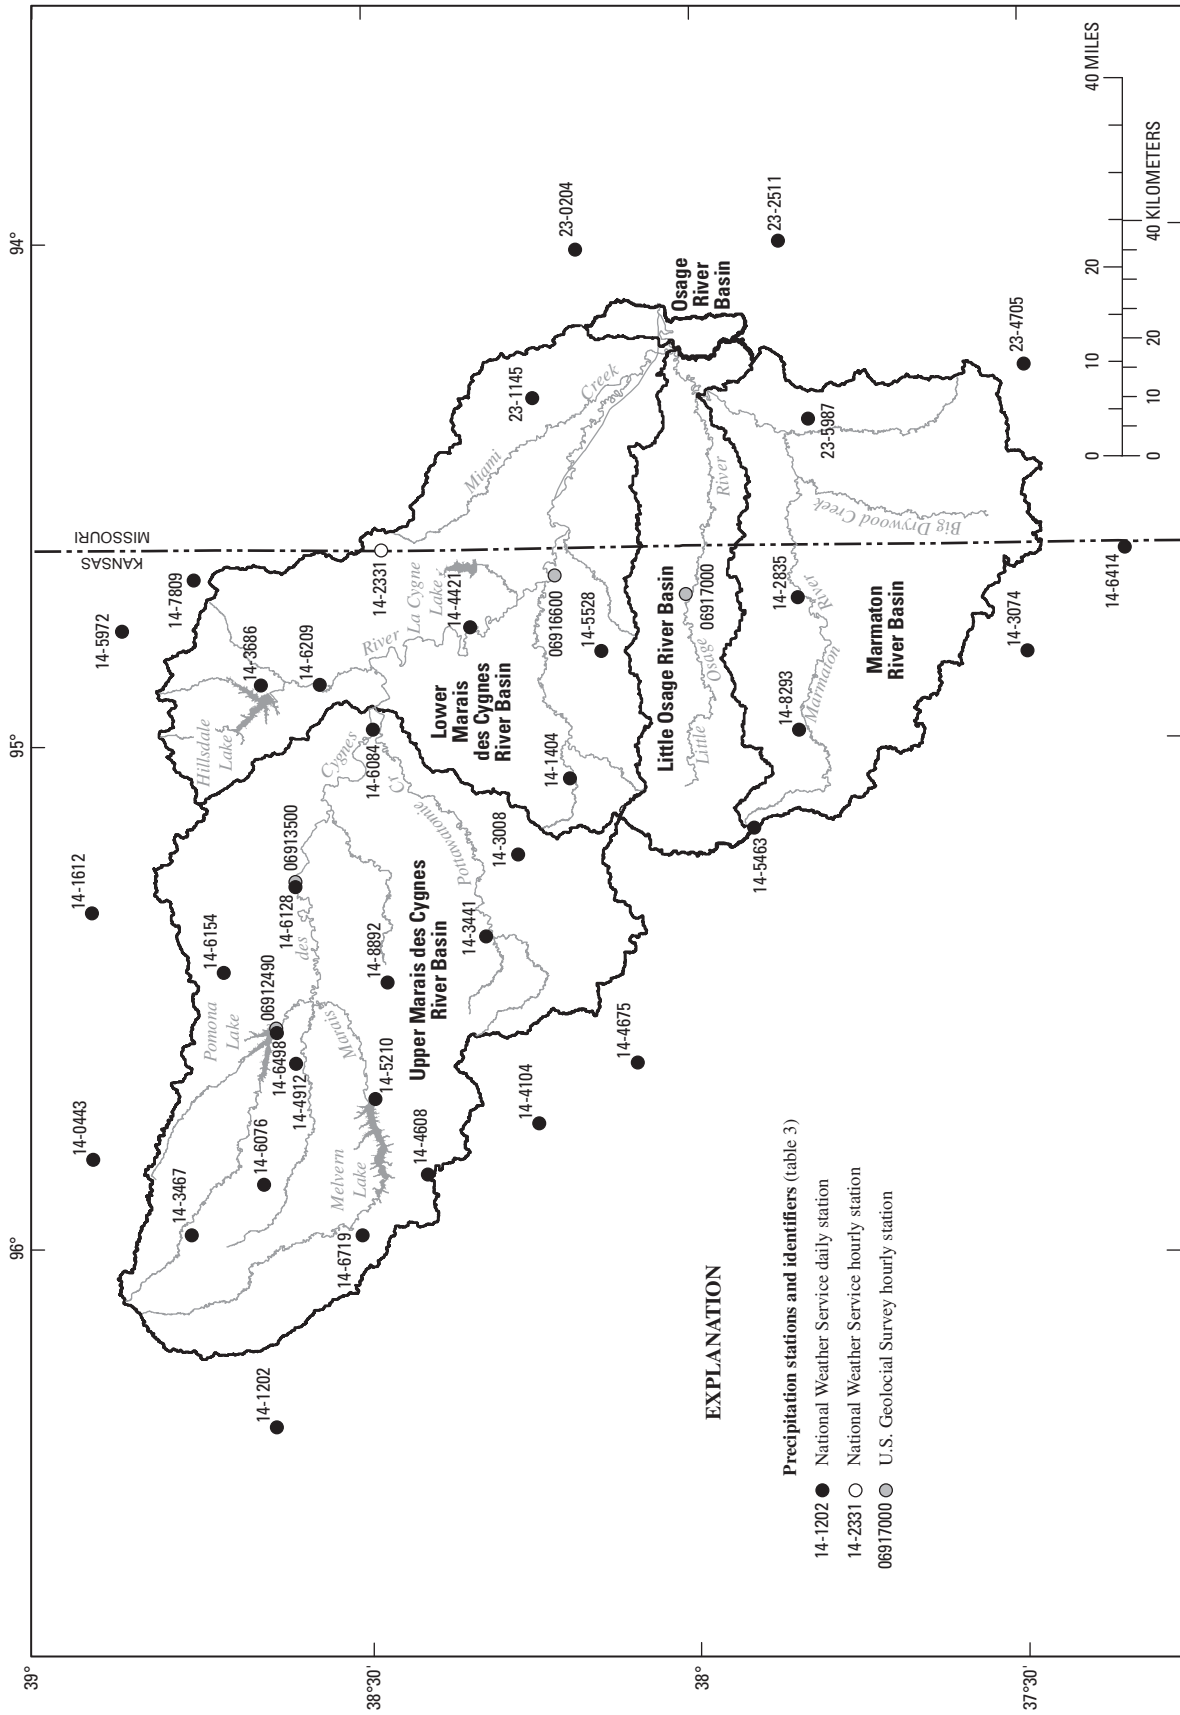 96°
95°
94°
39°
38°30'
38°
37°30'
KANSAS
MISSOURI
14-0443
14-1612
14-5972
14-7809
14-3467
14-6154
14-6076
14-1202
Pomona
Lake
06912490
14-6498
14-4912
14-6128
06913500
des
Cygnes
Marais
Hillsdale
Lake
14-3686
14-6209
14-6719
Melvern
Lake
14-5210
14-8892
14-6084
River
14-2331
La Cygne
Lake
14-4421
14-4608
Upper Marais des Cygnes
River Basin
Pottawatomie
Cr
14-3441
14-3008
Lower
Marais
des Cygnes
River Basin
Miami
Creek
23-1145
23-0204
14-4104
14-4675
14-1404
14-5528
06916600
Little Osage River Basin
Little
Osage
River
06917000
Osage
River
Basin
14-5463
14-8293
14-2835
Marmaton
River
Marmaton
River Basin
23-5987
Big Drywood Creek
23-2511
14-3074
14-6414
23-4705
EXPLANATION
Precipitation stations and identifiers (table 3)
14-1202 National Weather Service daily station
14-2331 National Weather Service hourly station
06917000 U.S. Geolocial Survey hourly station
0 10 20 40 MILES
0 10 20 40 KILOMETERS